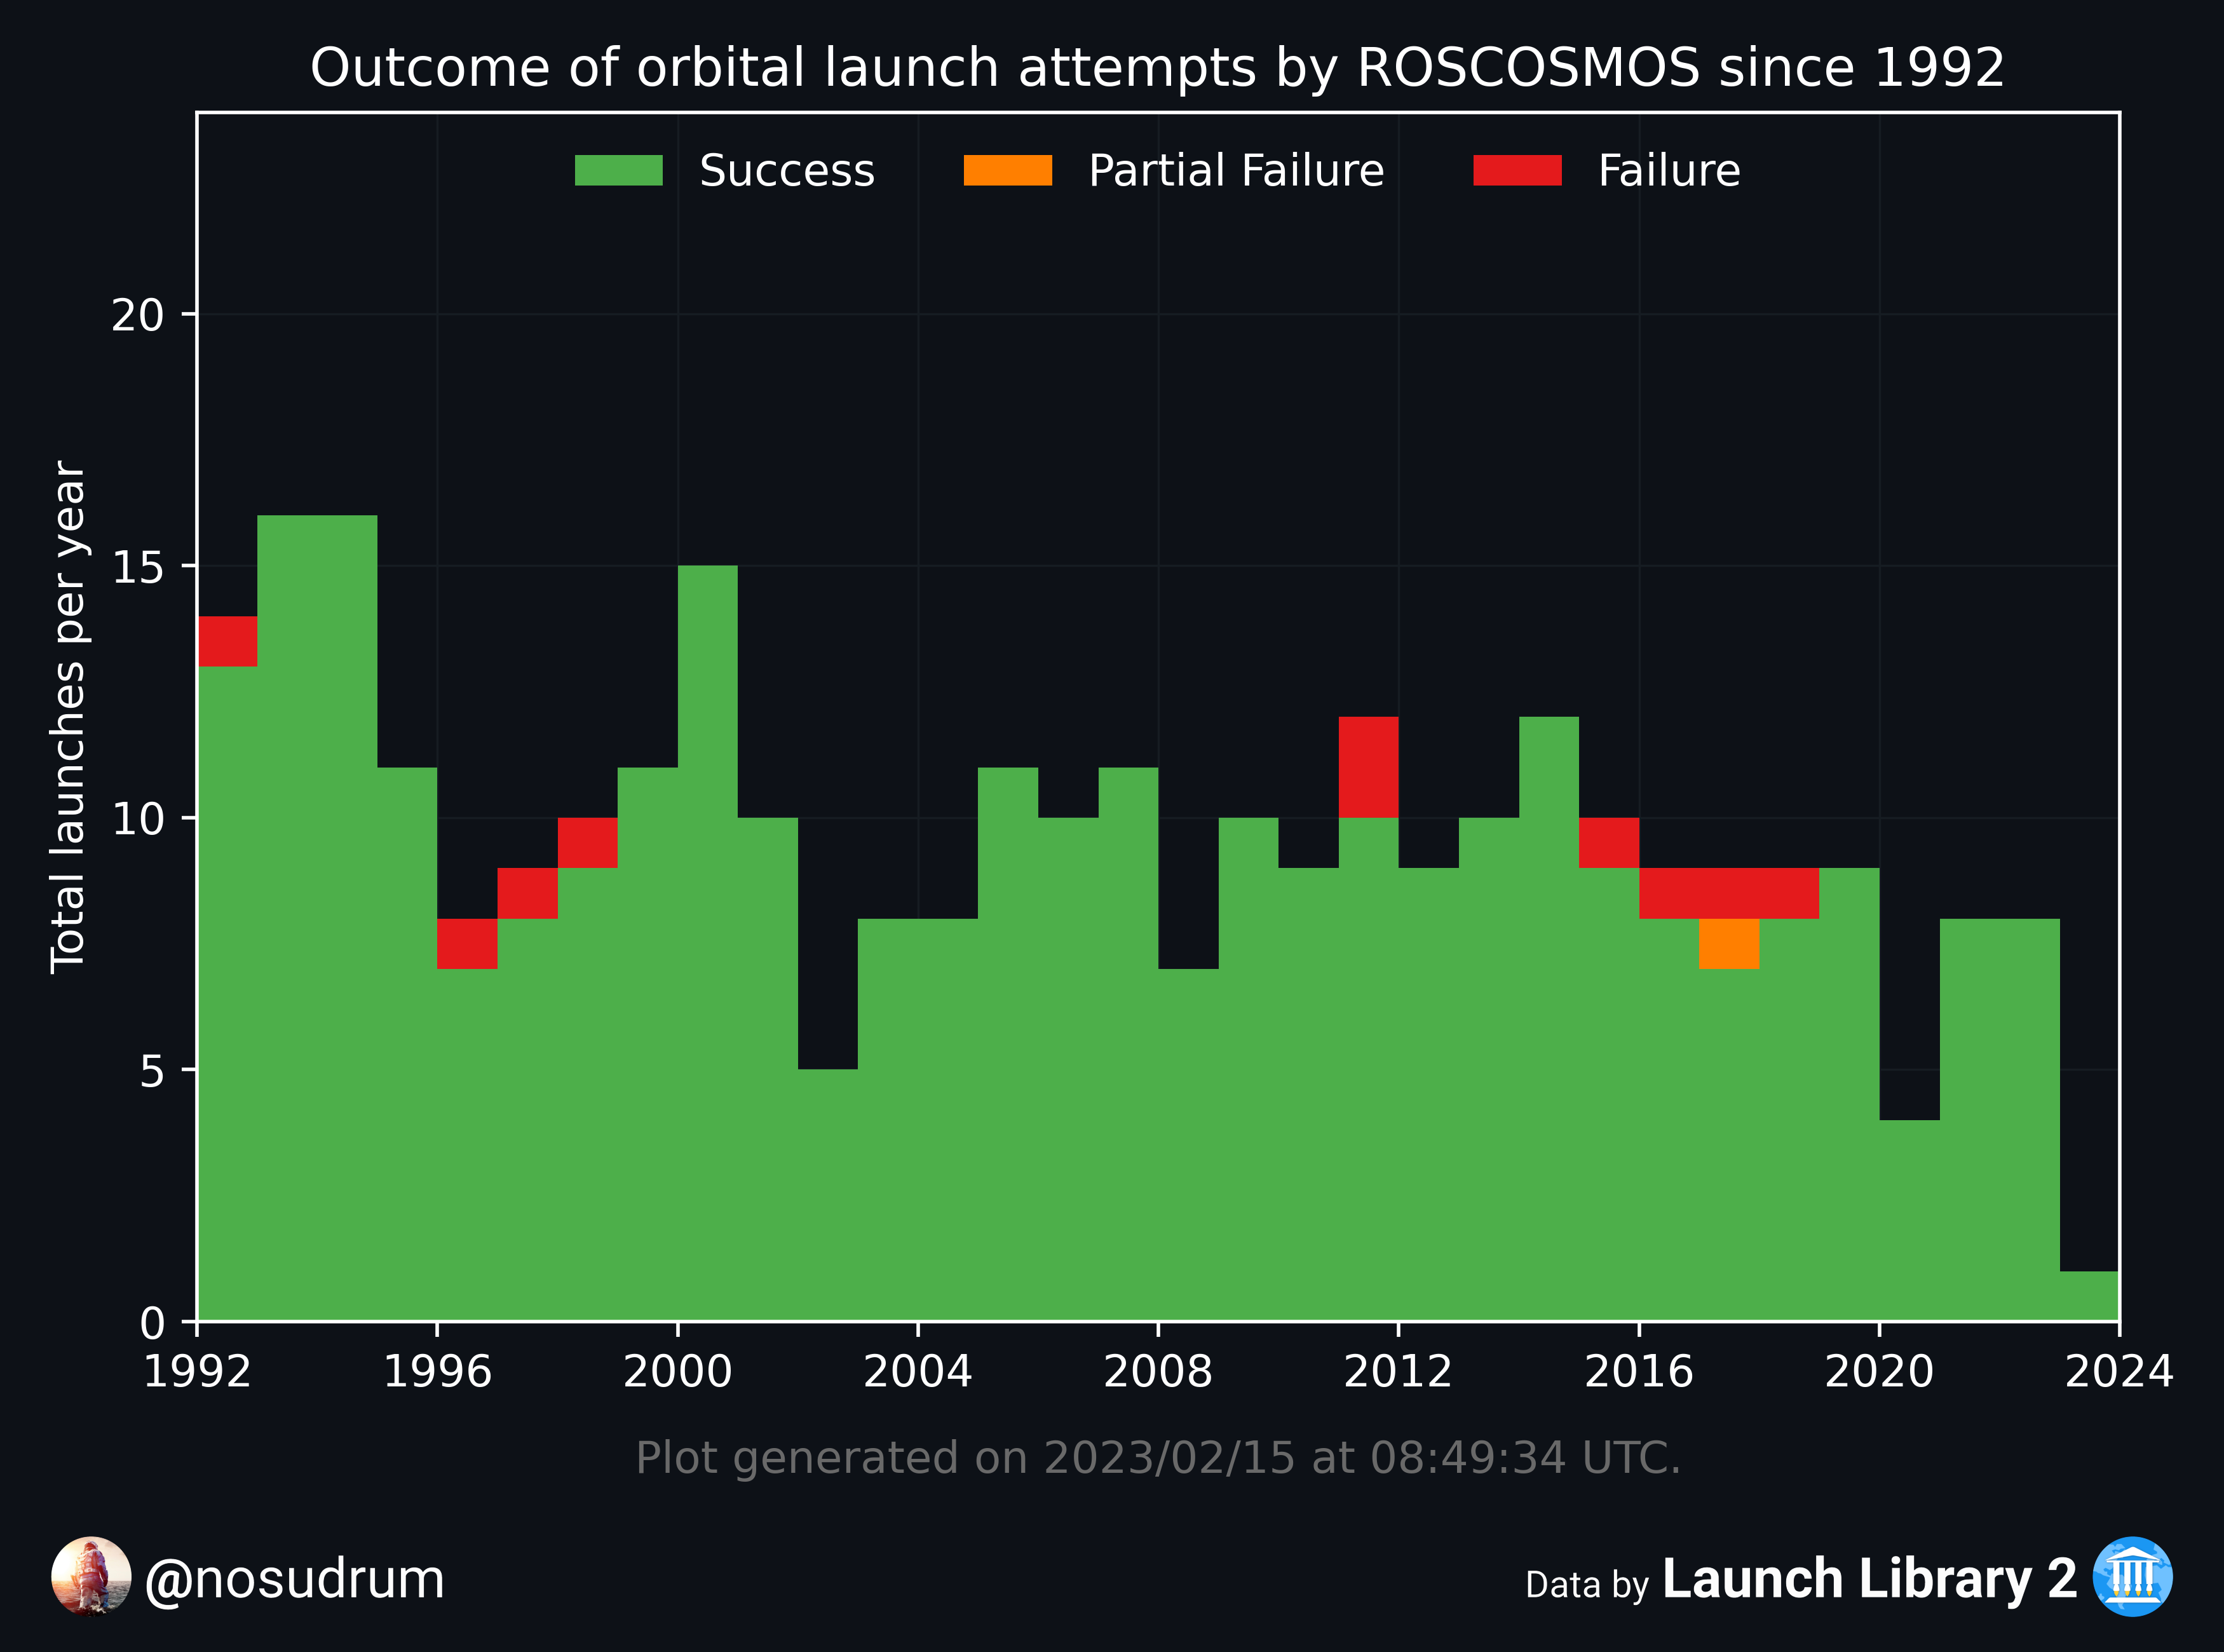 Outcome of orbital launch attempts by ROSCOSMOS since 1992
Success Partial Failure Failure
Total launches per year
20
15
10
5
0
1992 1996 2000 2004 2008 2012 2016 2020 2024
Plot generated on 2023/02/15 at 08:49:34 UTC.
@nosudrum
Data by Launch Library 2